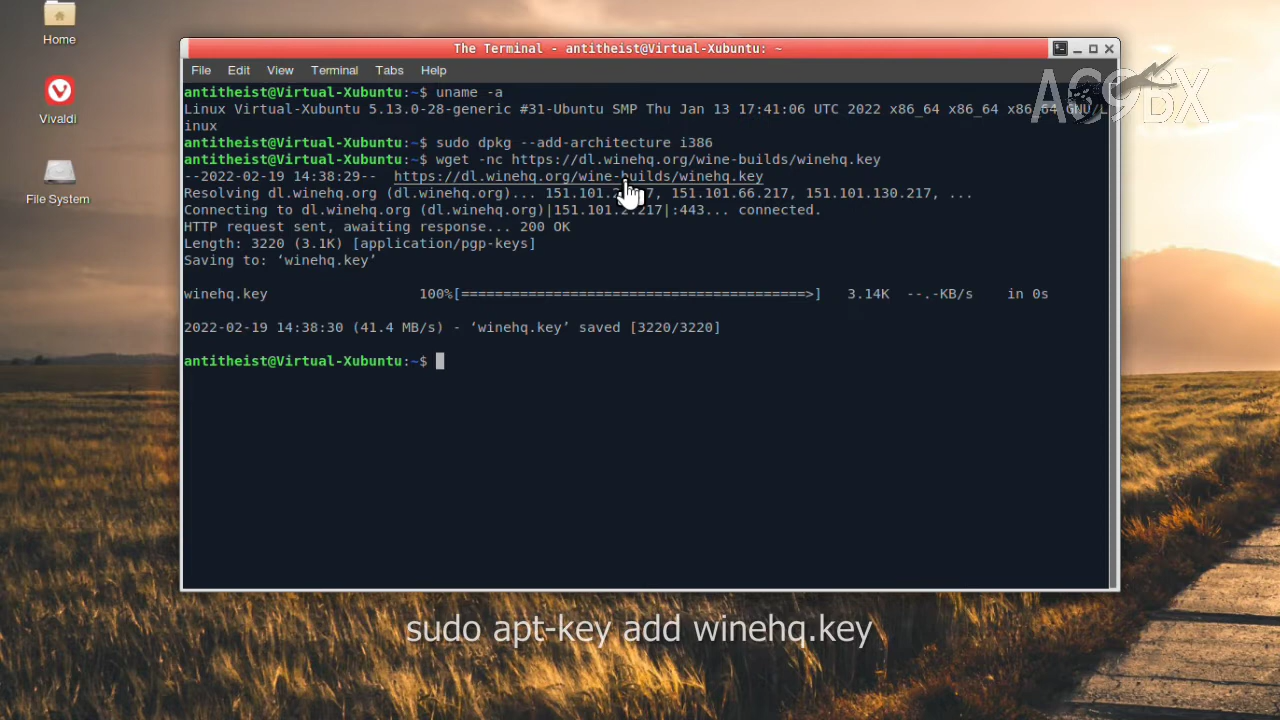 Home
Vivaldi
File System
The Terminal - antitheist@Virtual-Xubuntu: ~
File Edit View Terminal Tabs Help
AC9BX
antitheist@Virtual-Xubuntu:~$ uname -a
Linux Virtual-Xubuntu 5.13.0-28-generic #31-Ubuntu SMP Thu Jan 13 17:41:06 UTC 2022 x86_64 x86_64 x86_64 GNU/L
inux
antitheist@Virtual-Xubuntu:~$ sudo dpkg --add-architecture i386
antitheist@Virtual-Xubuntu:~$ wget -nc https://dl.winehq.org/wine-builds/winehq.key
--2022-02-19 14:38:29--  https://dl.winehq.org/wine-builds/winehq.key
Resolving dl.winehq.org (dl.winehq.org)... 151.101.2.217, 151.101.66.217, 151.101.130.217, ...
Connecting to dl.winehq.org (dl.winehq.org)|151.101.2.217|:443... connected.
HTTP request sent, awaiting response... 200 OK
Length: 3220 (3.1K) [application/pgp-keys]
Saving to: ‘winehq.key’
winehq.key 100%[=========================================>] 3.14K --.-KB/s in 0s
2022-02-19 14:38:30 (41.4 MB/s) - ‘winehq.key’ saved [3220/3220]
antitheist@Virtual-Xubuntu:~$
sudo apt-key add winehq.key